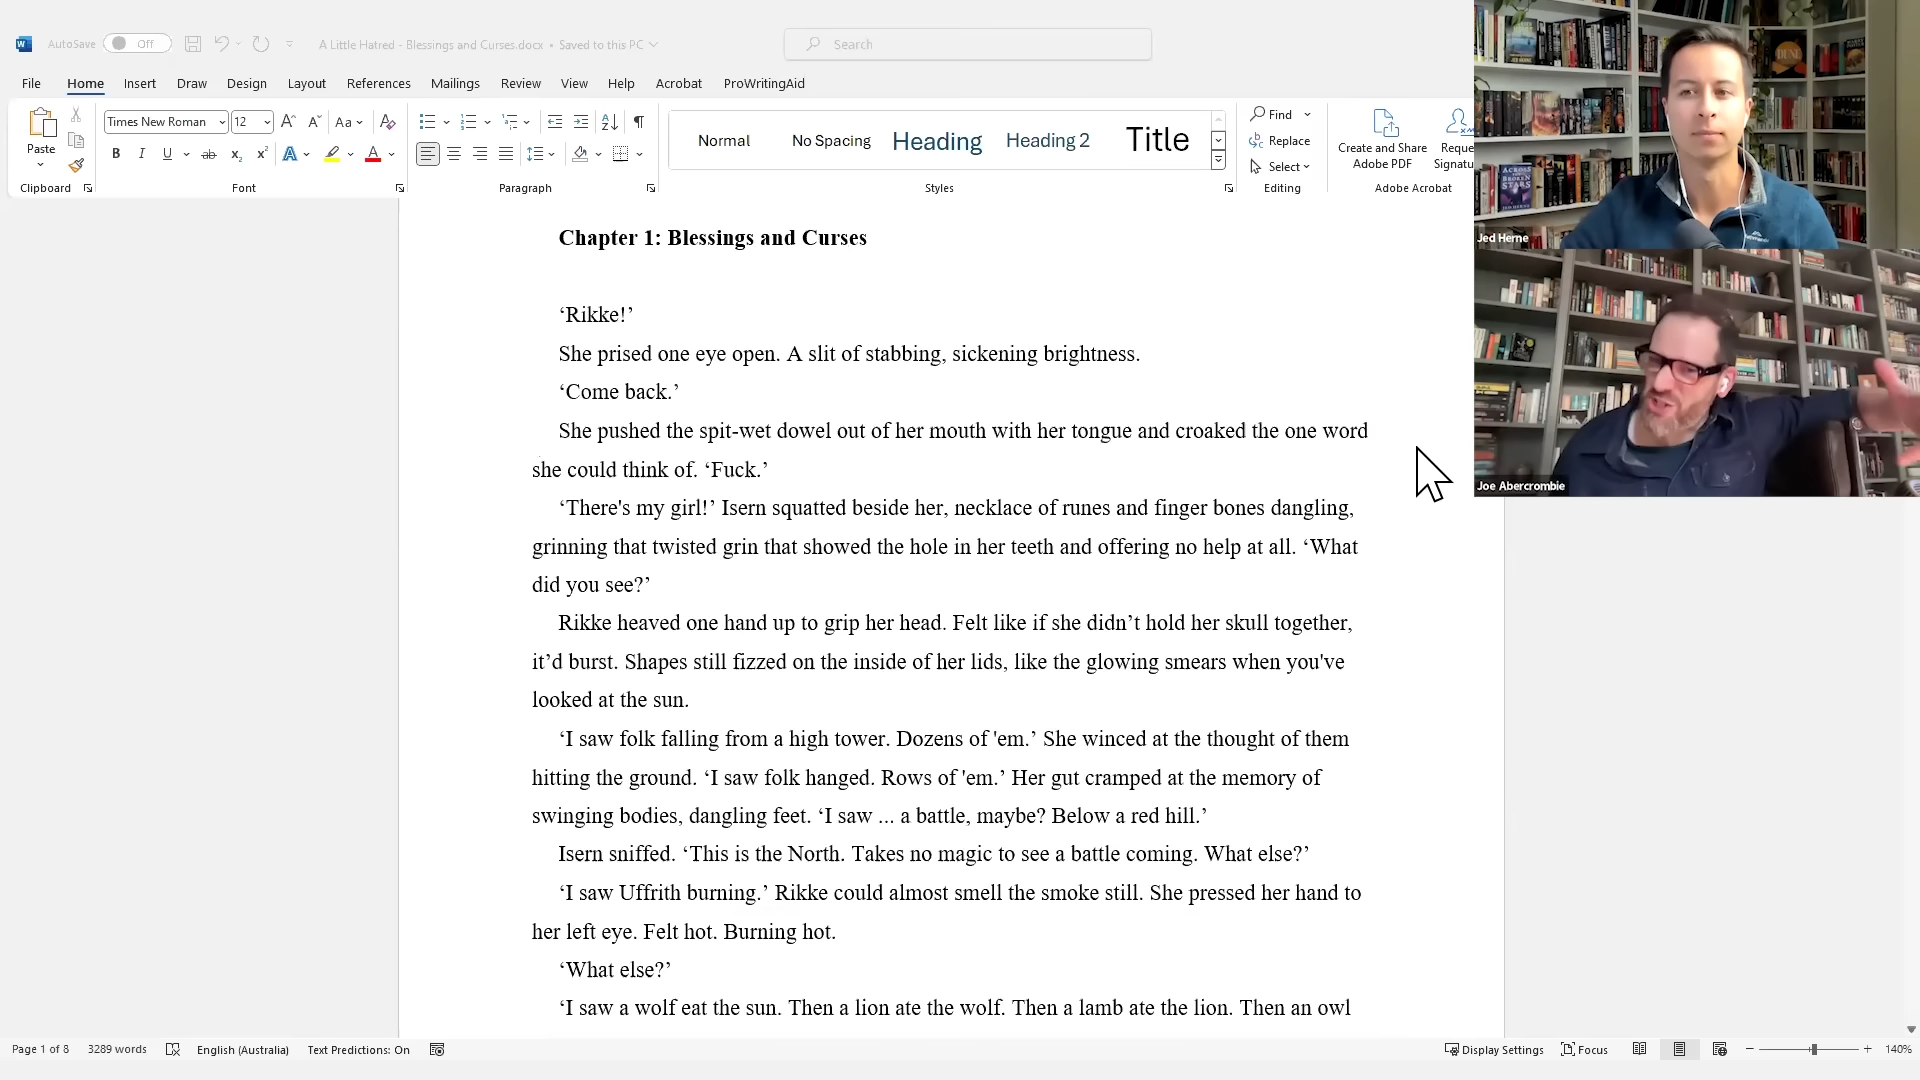 AutoSave Off A Little Hatred - Blessings and Curses.docx • Saved to this PC Search
File Home Insert Draw Design Layout References Mailings Review View Help Acrobat ProWritingAid
Paste
Times New Roman 12 Aa
Normal No Spacing Heading Heading 2 Title
Find
Replace
Select
Create and Share
Adobe PDF
Reque
Signatu
Clipboard Font Paragraph Styles Editing Adobe Acrobat
Chapter 1: Blessings and Curses
‘Rikke!’
She prised one eye open. A slit of stabbing, sickening brightness.
‘Come back.’
She pushed the spit-wet dowel out of her mouth with her tongue and croaked the one word
she could think of. ‘Fuck.’
‘There's my girl!’ Isern squatted beside her, necklace of runes and finger bones dangling,
grinning that twisted grin that showed the hole in her teeth and offering no help at all. ‘What
did you see?’
Rikke heaved one hand up to grip her head. Felt like if she didn’t hold her skull together,
it’d burst. Shapes still fizzed on the inside of her lids, like the glowing smears when you've
looked at the sun.
‘I saw folk falling from a high tower. Dozens of 'em.’ She winced at the thought of them
hitting the ground. ‘I saw folk hanged. Rows of 'em.’ Her gut cramped at the memory of
swinging bodies, dangling feet. ‘I saw ... a battle, maybe? Below a red hill.’
Isern sniffed. ‘This is the North. Takes no magic to see a battle coming. What else?’
‘I saw Uffrith burning.’ Rikke could almost smell the smoke still. She pressed her hand to
her left eye. Felt hot. Burning hot.
‘What else?’
‘I saw a wolf eat the sun. Then a lion ate the wolf. Then a lamb ate the lion. Then an owl
DUNE
ACROSS
BROKEN
STARS
JED HERNE
Jed Herne
Joe Abercrombie
Page 1 of 8 3289 words English (Australia) Text Predictions: On Display Settings Focus 140%